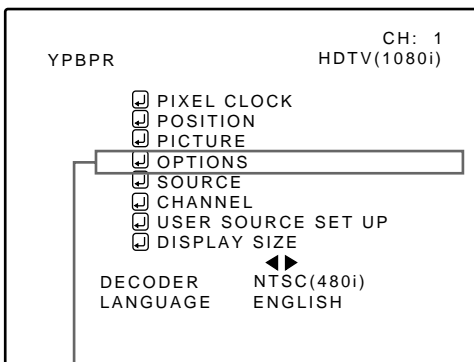 CH: 1
YPBPR HDTV(1080i)
PIXEL CLOCK
POSITION
PICTURE
OPTIONS
SOURCE
CHANNEL
USER SOURCE SET UP
DISPLAY SIZE
DECODER NTSC(480i)
LANGUAGE ENGLISH